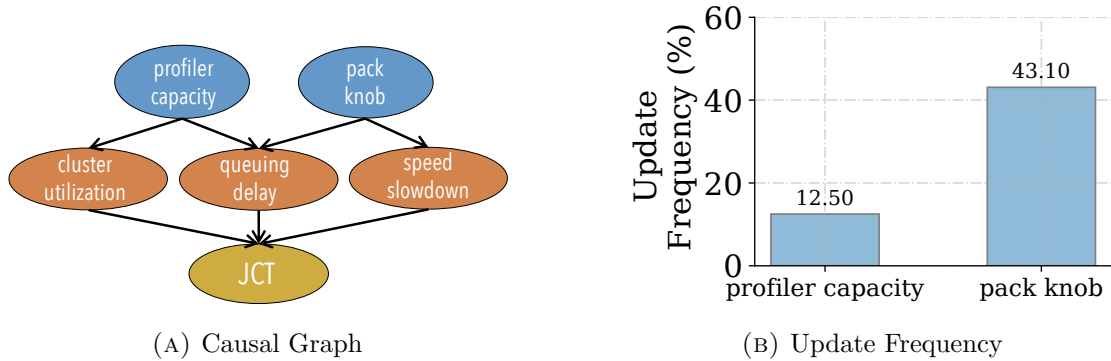 profiler
capacity
pack
knob
cluster
utilization
queuing
delay
speed
slowdown
JCT
(A) Causal Graph
Update
Frequency (%)
60
40
20
0
12.50
43.10
profiler capacity
pack knob
(B) Update Frequency